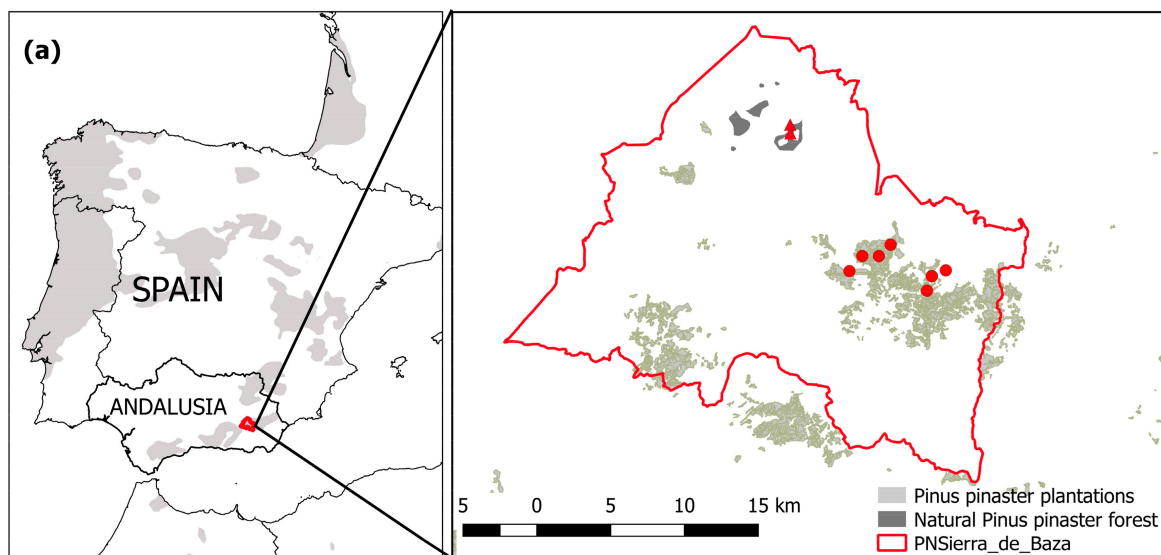 (a)
SPAIN
ANDALUSIA
5 0 5 10 15 km
Pinus pinaster plantations
Natural Pinus pinaster forest
PNSierra_de_Baza